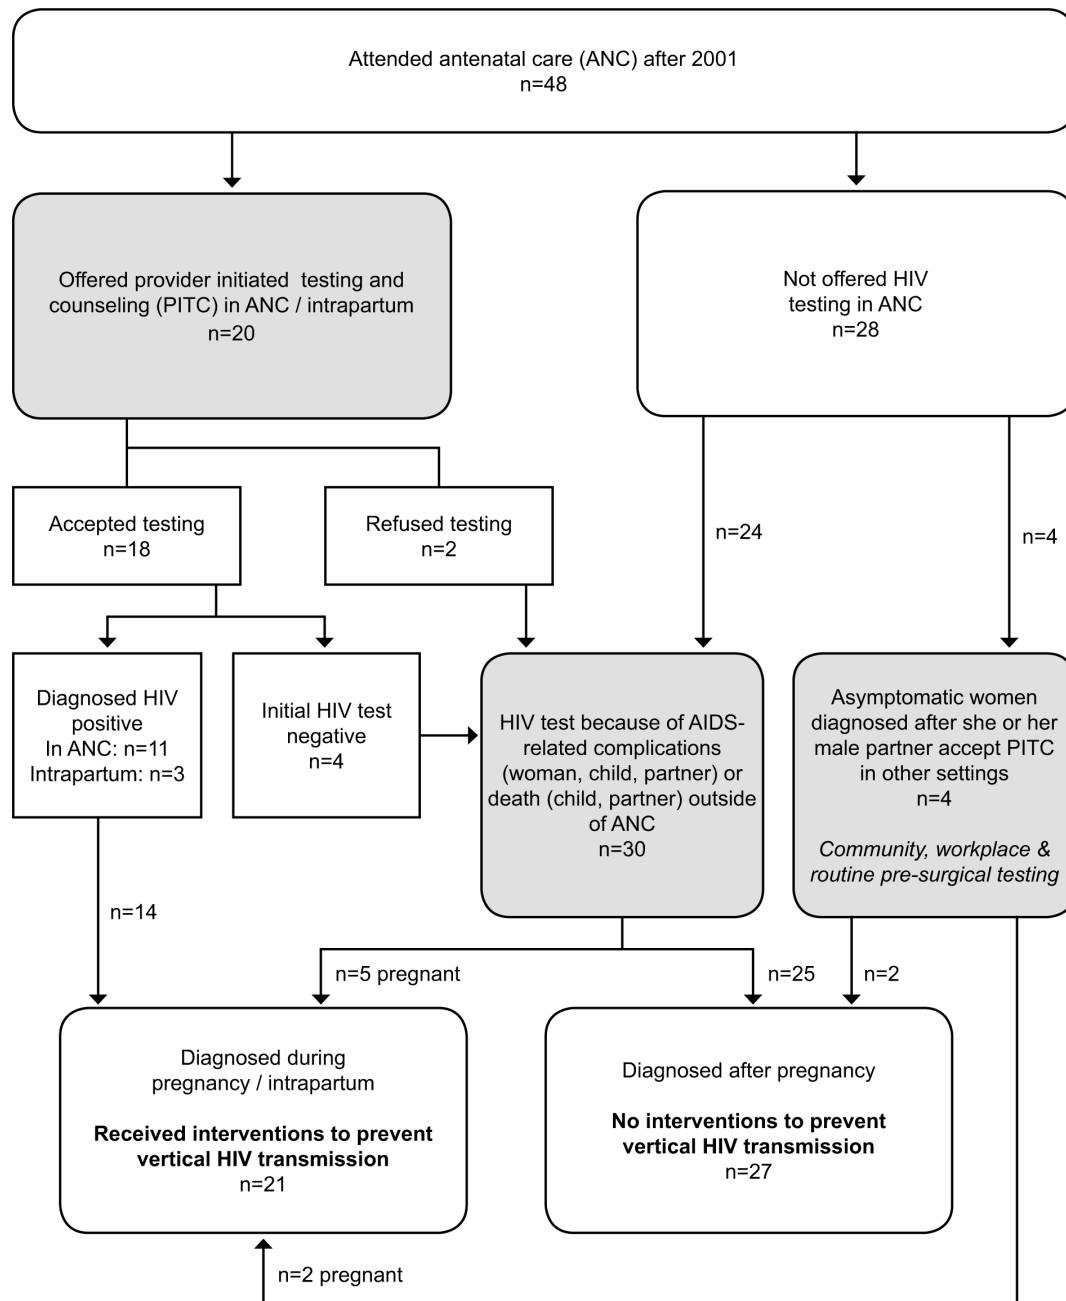 Attended antenatal care (ANC) after 2001
n=48
Offered provider initiated testing and
counseling (PITC) in ANC / intrapartum
n=20
Not offered HIV
testing in ANC
n=28
Accepted testing
n=18
Refused testing
n=2
n=24
n=4
Diagnosed HIV
positive
In ANC: n=11
Intrapartum: n=3
Initial HIV test
negative
n=4
HIV test because of AIDS-
related complications
(woman, child, partner) or
death (child, partner) outside
of ANC
n=30
Asymptomatic women
diagnosed after she or her
male partner accept PITC
in other settings
n=4
Community, workplace &
routine pre-surgical testing
n=14
n=5 pregnant
n=25
n=2
Diagnosed during
pregnancy / intrapartum
Received interventions to prevent
vertical HIV transmission
n=21
Diagnosed after pregnancy
No interventions to prevent
vertical HIV transmission
n=27
n=2 pregnant